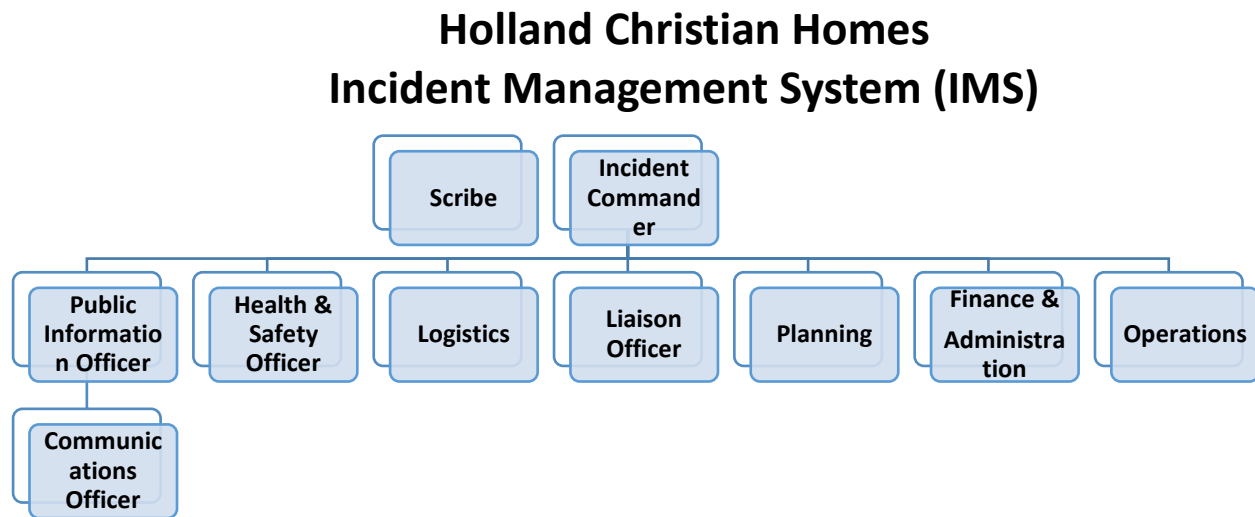 Holland Christian Homes
Incident Management System (IMS)
Scribe
Incident
Command
er
Public
Informatio
n Officer
Health &
Safety
Officer
Logistics
Liaison
Officer
Planning
Finance &
Administra
tion
Operations
Communic
ations
Officer